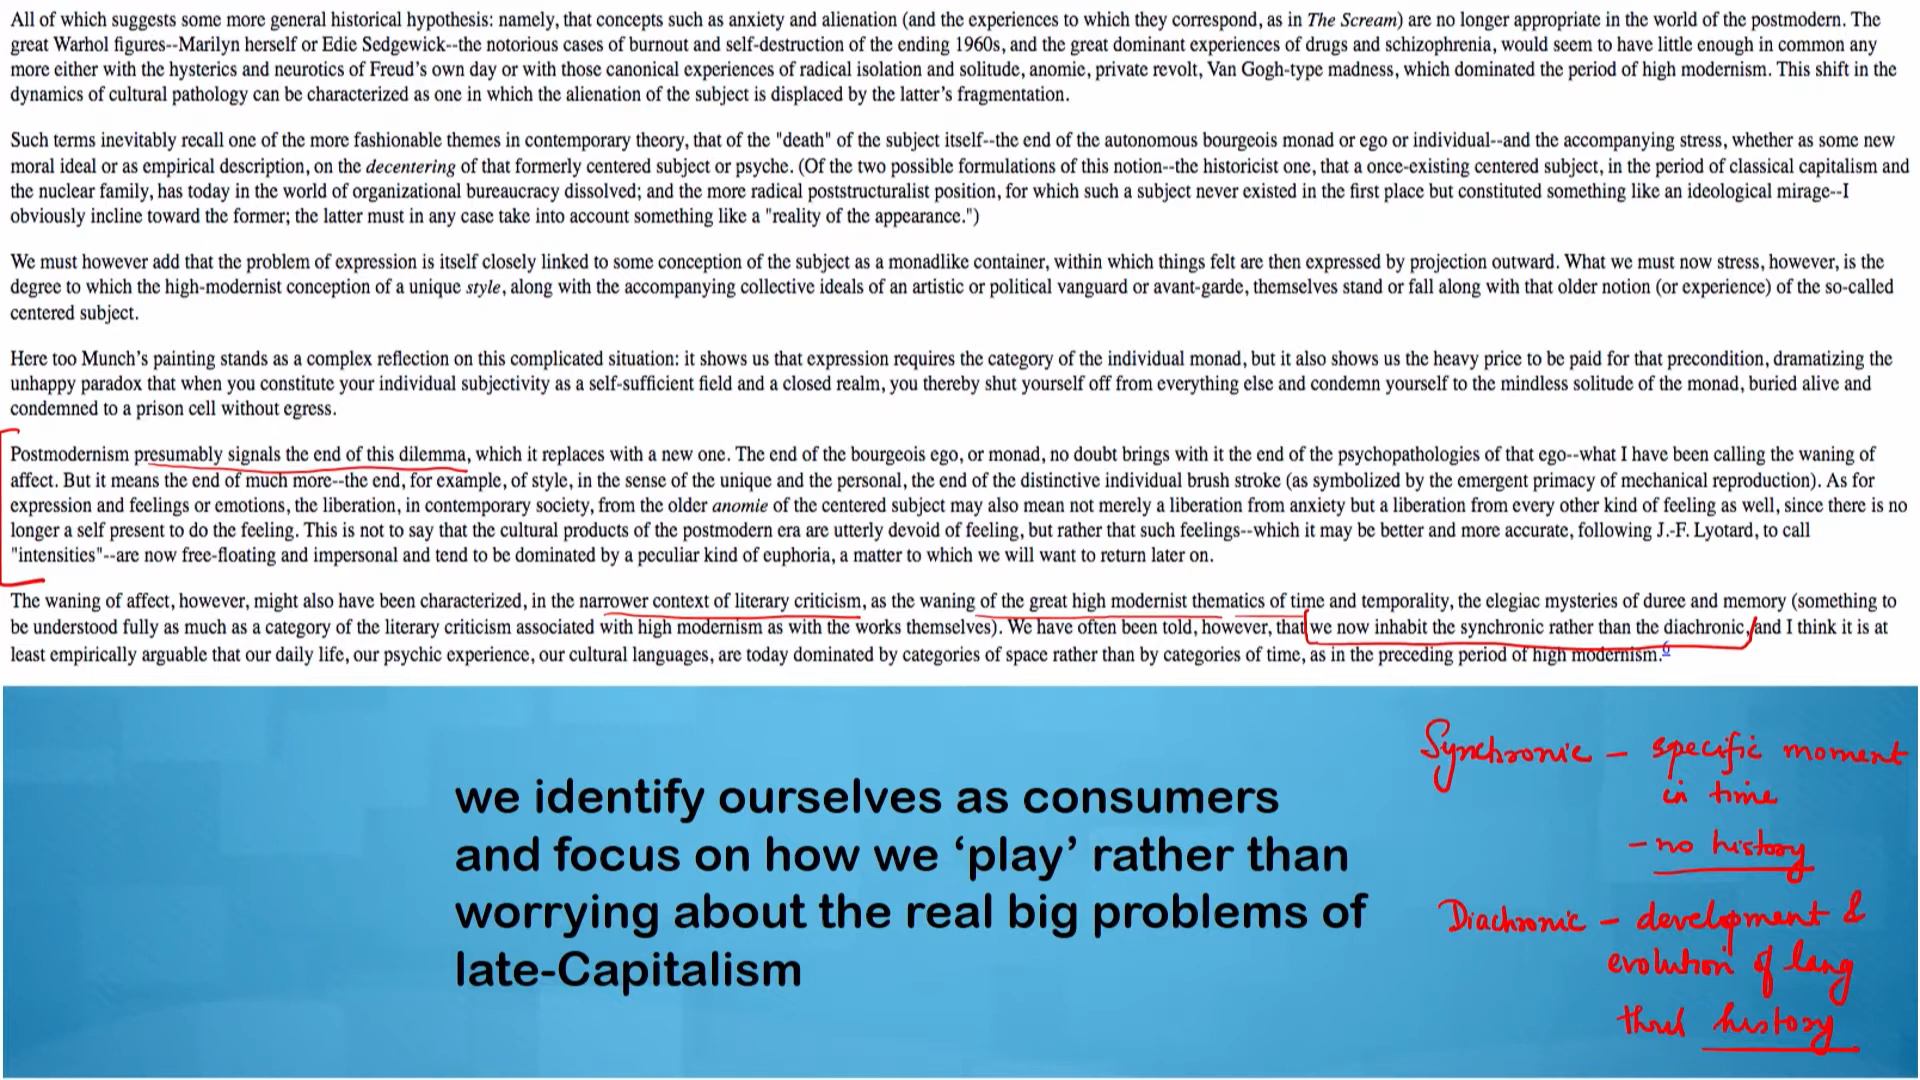 All of which suggests some more general historical hypothesis: namely, that concepts such as anxiety and alienation (and the experiences to which they correspond, as in The Scream) are no longer appropriate in the world of the postmodern. The
great Warhol figures--Marilyn herself or Edie Sedgewick--the notorious cases of burnout and self-destruction of the ending 1960s, and the great dominant experiences of drugs and schizophrenia, would seem to have little enough in common any
more either with the hysterics and neurotics of Freud's own day or with those canonical experiences of radical isolation and solitude, anomie, private revolt, Van Gogh-type madness, which dominated the period of high modernism. This shift in the
dynamics of cultural pathology can be characterized as one in which the alienation of the subject is displaced by the latter's fragmentation.
Such terms inevitably recall one of the more fashionable themes in contemporary theory, that of the "death" of the subject itself--the end of the autonomous bourgeois monad or ego or individual--and the accompanying stress, whether as some new
moral ideal or as empirical description, on the decentering of that formerly centered subject or psyche. (Of the two possible formulations of this notion--the historicist one, that a once-existing centered subject, in the period of classical capitalism and
the nuclear family, has today in the world of organizational bureaucracy dissolved; and the more radical poststructuralist position, for which such a subject never existed in the first place but constituted something like an ideological mirage--I
obviously incline toward the former; the latter must in any case take into account something like a "reality of the appearance.")
We must however add that the problem of expression is itself closely linked to some conception of the subject as a monadlike container, within which things felt are then expressed by projection outward. What we must now stress, however, is the
degree to which the high-modernist conception of a unique style, along with the accompanying collective ideals of an artistic or political vanguard or avant-garde, themselves stand or fall along with that older notion (or experience) of the so-called
centered subject.
Here too Munch's painting stands as a complex reflection on this complicated situation: it shows us that expression requires the category of the individual monad, but it also shows us the heavy price to be paid for that precondition, dramatizing the
unhappy paradox that when you constitute your individual subjectivity as a self-sufficient field and a closed realm, you thereby shut yourself off from everything else and condemn yourself to the mindless solitude of the monad, buried alive and
condemned to a prison cell without egress.
Postmodernism presumably signals the end of this dilemma, which it replaces with a new one. The end of the bourgeois ego, or monad, no doubt brings with it the end of the psychopathologies of that ego--what I have been calling the waning of
affect. But it means the end of much more--the end, for example, of style, in the sense of the unique and the personal, the end of the distinctive individual brush stroke (as symbolized by the emergent primacy of mechanical reproduction). As for
expression and feelings or emotions, the liberation, in contemporary society, from the older anomie of the centered subject may also mean not merely a liberation from anxiety but a liberation from every other kind of feeling as well, since there is no
longer a self present to do the feeling. This is not to say that the cultural products of the postmodern era are utterly devoid of feeling, but rather that such feelings--which it may be better and more accurate, following J.-F. Lyotard, to call
"intensities"--are now free-floating and impersonal and tend to be dominated by a peculiar kind of euphoria, a matter to which we will want to return later on.
The waning of affect, however, might also have been characterized, in the narrower context of literary criticism, as the waning of the great high modernist thematics of time and temporality, the elegiac mysteries of duree and memory (something to
be understood fully as much as a category of the literary criticism associated with high modernism as with the works themselves). We have often been told, however, that we now inhabit the synchronic rather than the diachronic, and I think it is at
least empirically arguable that our daily life, our psychic experience, our cultural languages, are today dominated by categories of space rather than by categories of time, as in the preceding period of high modernism.6
we identify ourselves as consumers
and focus on how we ‘play’ rather than
worrying about the real big problems of
late-Capitalism
Synchronic – specific moment
in time
– no history
Diachronic – development &
evolution of lang
thru history